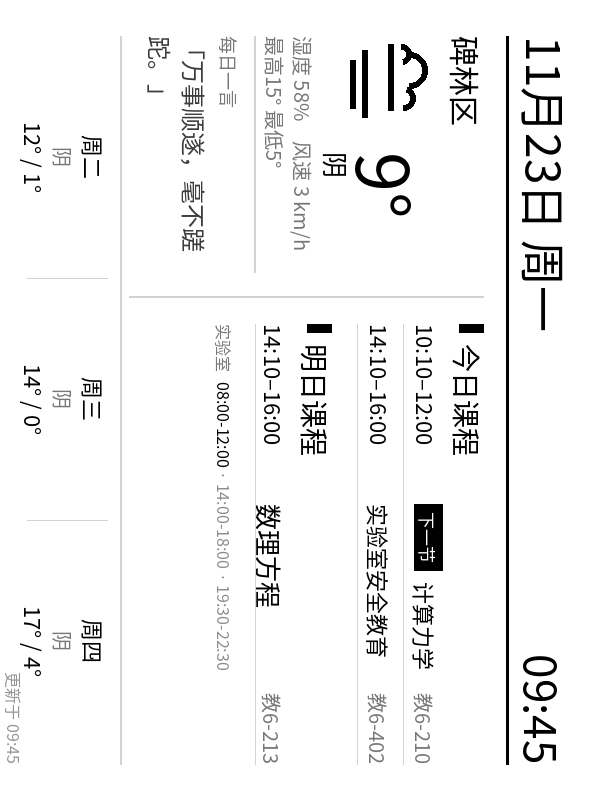 11月23日 周一
09:45
碑林区
9°
阴
湿度 58%    风速 3 km/h
最高15° 最低5°
每日一言
「万事顺遂，毫不蹉
跎。」
今日课程
10:10–12:00 下一节 计算力学 教6-210
14:10–16:00 实验室安全教育 教6-402
明日课程
14:10–16:00 数理方程 教6-213
实验室 08:00-12:00 · 14:00-18:00 · 19:30-22:30
周二
阴
12° / 1°
周三
阴
14° / 0°
周四
阴
17° / 4°
更新于 09:45